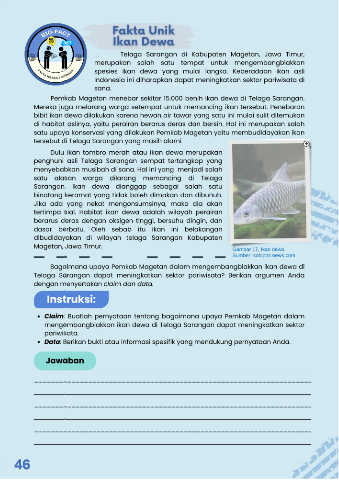 BIG FACT
Fakta Unik
Ikan Dewa
Telaga Sarangan di Kabupaten Magetan, Jawa Timur,
merupakan salah satu tempat untuk mengembangbiakkan
spesies ikan dewa yang mulai langka. Keberadaan ikan asli
Indonesia ini diharapkan dapat meningkatkan sektor pariwisata di
sana.
Pemkab Magetan menebar sekitar 15.000 benih ikan dewa di Telaga Sarangan.
Mereka juga melarang warga setempat untuk memancing ikan tersebut. Penebaran
bibit ikan dewa dilakukan karena hewan air tawar yang satu ini mulai sulit ditemukan
di habitat aslinya, yaitu perairan berarus deras dan bersih. Hal ini merupakan salah
satu upaya konservasi yang dilakukan Pemkab Magetan yaitu membudidayakan ikan
tersebut di Telaga Sarangan yang masih alami.
Dulu ikan tombro merah atau ikan dewa merupakan
penghuni asli Telaga Sarangan sempat tertangkap yang
menyebabkan musibah di sana. Hal ini yang menjadi salah
satu alasan warga dilarang memancing di Telaga
Sarangan. Ikan dewa dianggap sebagai salah satu
binatang keramat yang tidak boleh dimakan dan dibunuh.
Jika ada yang nekat mengonsumsinya, maka dia akan
tertimpa sial. Habitat ikan dewa adalah wilayah perairan
berarus deras dengan oksigen tinggi, bersuhu dingin, dan
dasar berbatu. Oleh sebab itu ikan ini belakangan
dibudidayakan di wilayah telaga Sarangan Kabupaten
Magetan, Jawa Timur.
Gambar 17. Ikan dewa
Sumber:
Bagaimana upaya Pemkab Magetan dalam mengembangbiakkan ikan dewa di
Telaga Sarangan dapat meningkatkan sektor pariwisata? Berikan argumen Anda
dengan menyertakan claim dan data.
Instruksi:
• Claim: Buatlah pernyataan tentang bagaimana upaya Pemkab Magetan dalam
mengembangbiakkan ikan dewa di Telaga Sarangan dapat meningkatkan sektor
pariwisata.
• Data: Berikan bukti atau informasi spesifik yang mendukung pernyataan Anda.
Jawaban
46